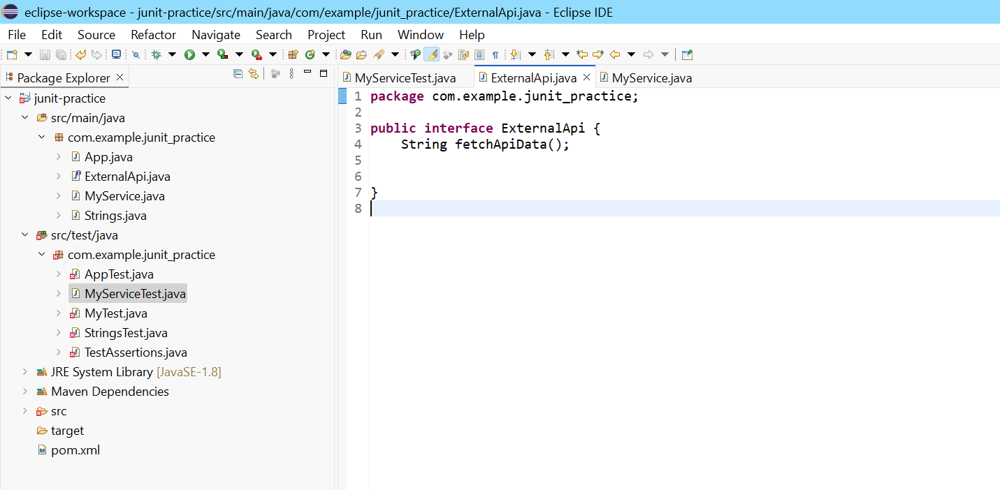 eclipse-workspace - junit-practice/src/main/java/com/example/junit_practice/ExternalApi.java - Eclipse IDE
File Edit Source Refactor Navigate Search Project Run Window Help
Package Explorer
junit-practice
src/main/java
com.example.junit_practice
App.java
ExternalApi.java
MyService.java
Strings.java
src/test/java
com.example.junit_practice
AppTest.java
MyServiceTest.java
MyTest.java
StringsTest.java
TestAssertions.java
JRE System Library [JavaSE-1.8]
Maven Dependencies
src
target
pom.xml
MyServiceTest.java ExternalApi.java MyService.java
1 package com.example.junit_practice;
2
3 public interface ExternalApi {
4 String fetchApiData();
5
6
7 }
8